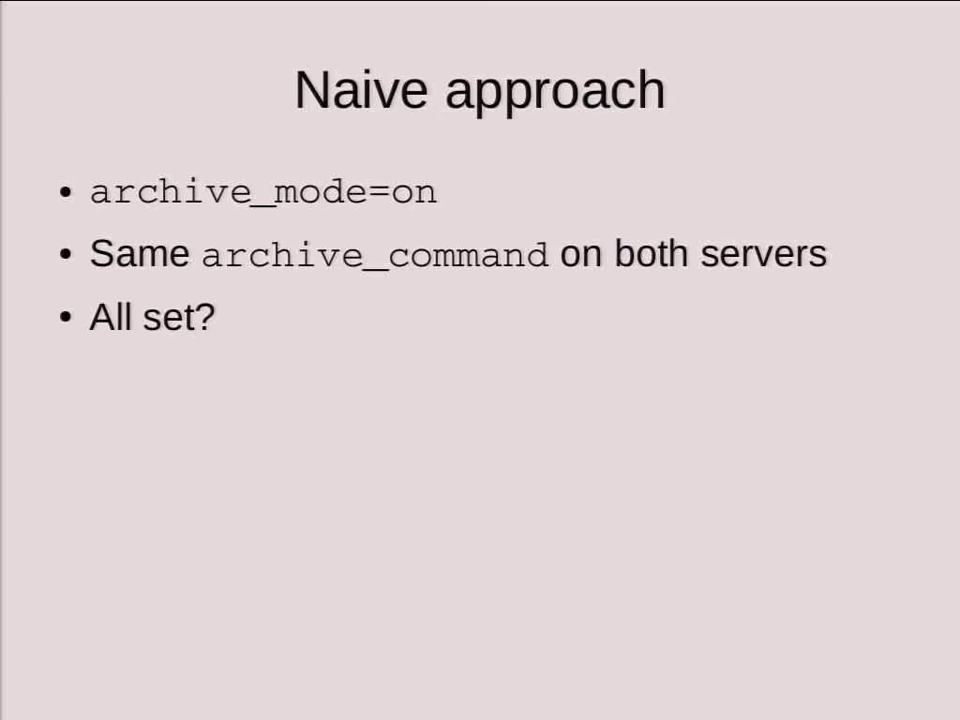 Naive approach
• archive_mode=on
• Same archive_command on both servers
• All set?